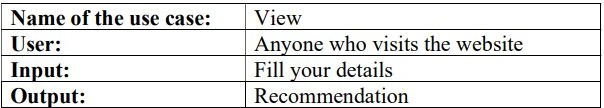 Name of the use case: View
User: Anyone who visits the website
Input: Fill your details
Output: Recommendation